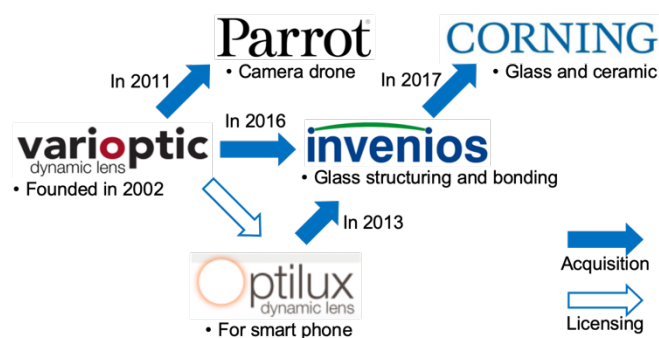 Parrot
• Camera drone
CORNING
• Glass and ceramic
In 2011
In 2017
In 2016
varioptic
dynamic lens
• Founded in 2002
invenios
• Glass structuring and bonding
In 2013
Optilux
dynamic lens
• For smart phone
Acquisition
Licensing